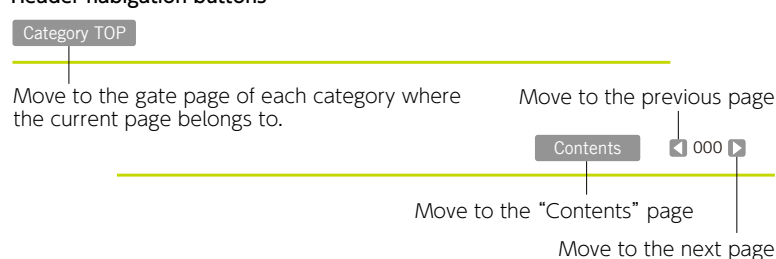 Header nabigation buttons
Category TOP
Move to the gate page of each category where
the current page belongs to.
Move to the previous page
Contents
000
Move to the “Contents” page
Move to the next page